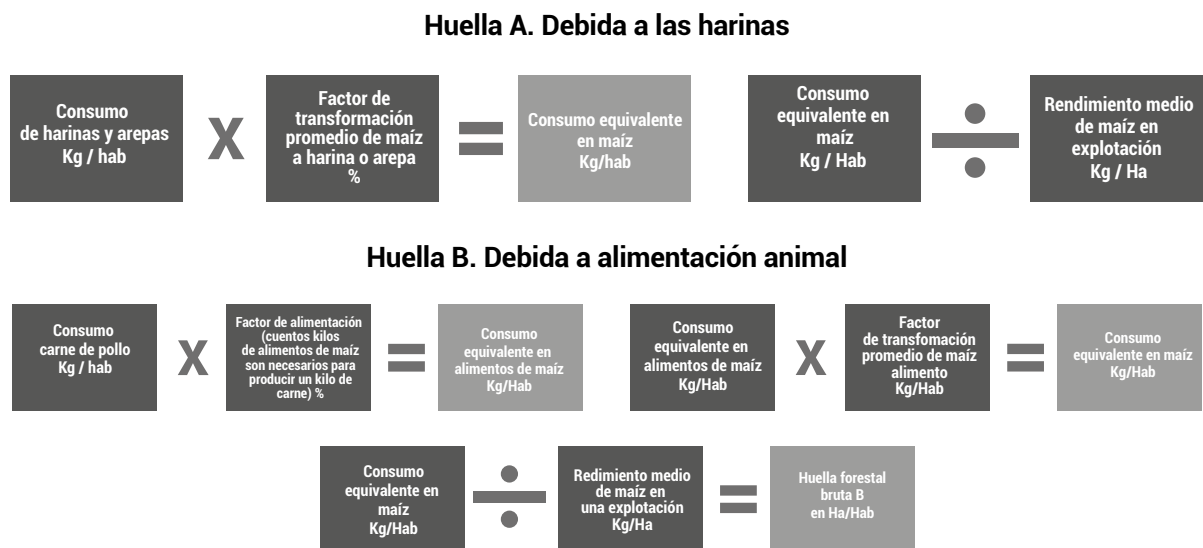 Huella A. Debida a las harinas
Consumo
de harinas y arepas
Kg / hab
X
Factor de
transformación
promedio de maíz
a harina o arepa
%
=
Consumo equivalente
en maíz
Kg/hab
Consumo
equivalente en
maíz
Kg / Hab
÷
Rendimiento medio
de maíz en
explotación
Kg / Ha
Huella B. Debida a alimentación animal
Consumo
carne de pollo
Kg / hab
X
Factor de alimentación
(cuentos kilos
de alimentos de maíz
son necesarios para
producir un kilo de
carne) %
=
Consumo
equivalente en
alimentos de maíz
Kg/Hab
Consumo
equivalente en
alimentos de maíz
Kg/Hab
X
Factor
de transfomación
promedio de maíz
alimento
Kg/Hab
=
Consumo
equivalente en maíz
Kg/Hab
Consumo
equivalente en
maíz
Kg/Hab
÷
Redimiento medio
de maíz en
una explotación
Kg/Ha
=
Huella forestal
bruta B
en Ha/Hab